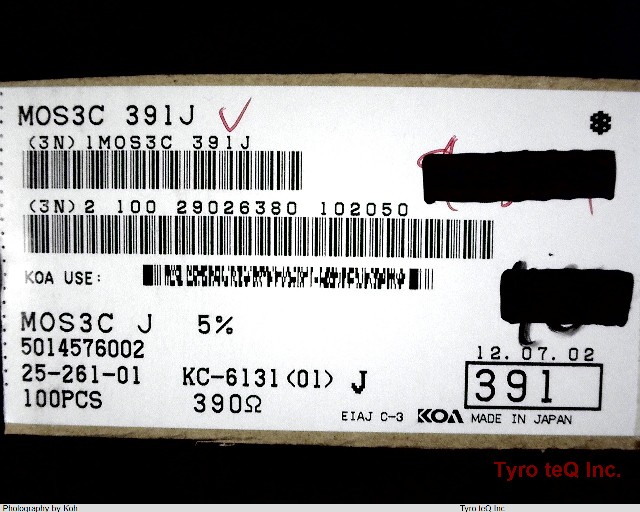 MOS3C 391J
*
(3N) 1MOS3C 391J
(3N) 2 100 29026380 102050
KOA USE:
MOS3C J 5%
5014576002
12.07.02
25-261-01 KC-6131(01) J
391
100PCS 390Ω
EIAJ C-3 KOA MADE IN JAPAN
Tyro teQ Inc.
Photography by Koh Tyro teQ Inc